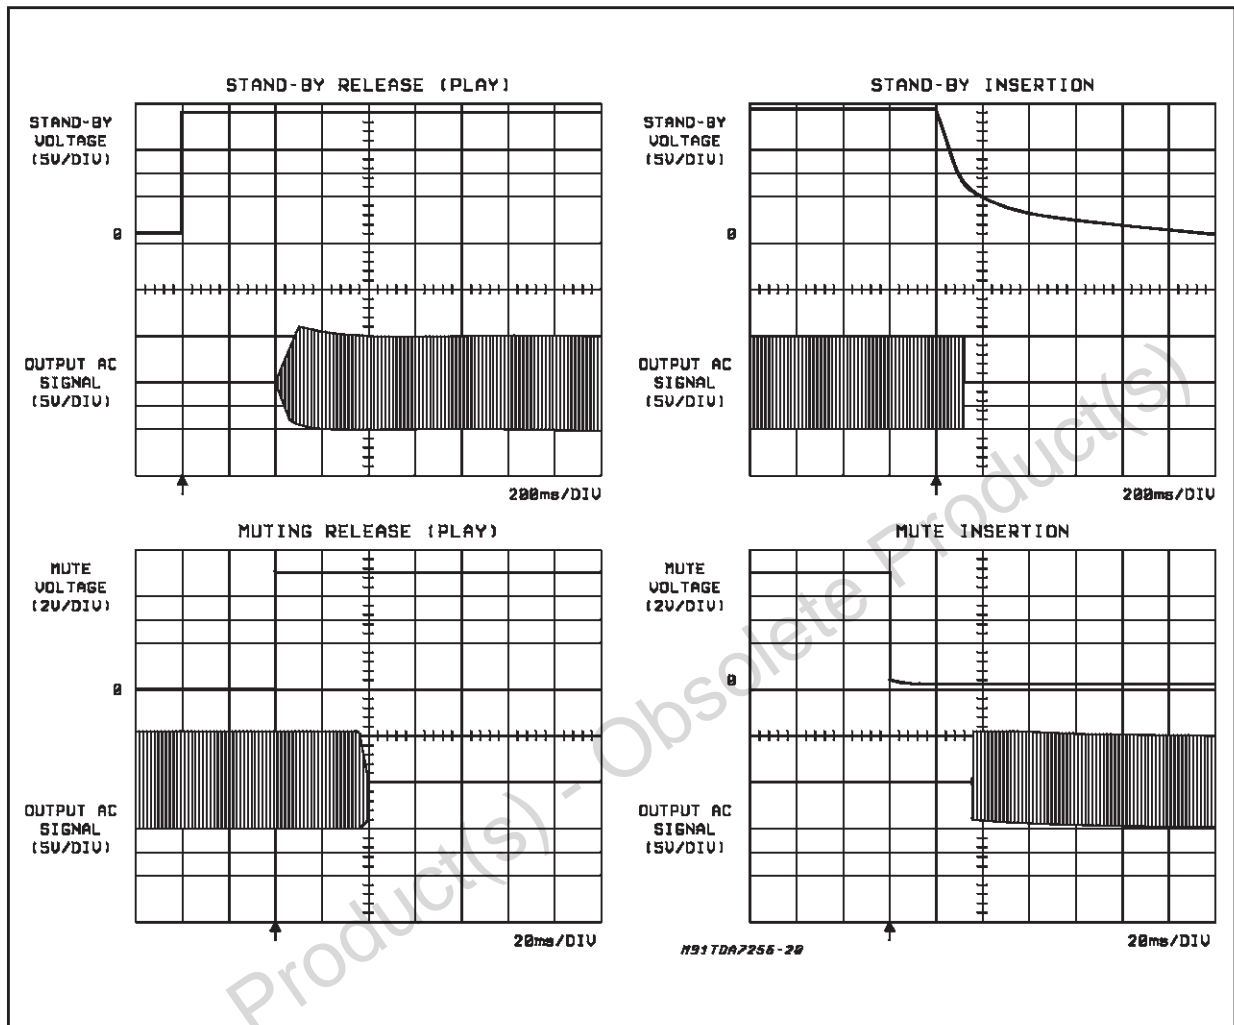 STAND-BY RELEASE (PLAY)
STAND-BY
VOLTAGE
(5V/DIV)
0
OUTPUT AC
SIGNAL
(5V/DIV)
200ms/DIV
STAND-BY INSERTION
STAND-BY
VOLTAGE
(5V/DIV)
0
OUTPUT AC
SIGNAL
(5V/DIV)
200ms/DIV
MUTING RELEASE (PLAY)
MUTE
VOLTAGE
(2V/DIV)
0
OUTPUT AC
SIGNAL
(5V/DIV)
20ms/DIV
MUTE INSERTION
MUTE
VOLTAGE
(2V/DIV)
0
OUTPUT AC
SIGNAL
(5V/DIV)
20ms/DIV
M91TDA7256-20
Product(s) - Obsolete Product(s)